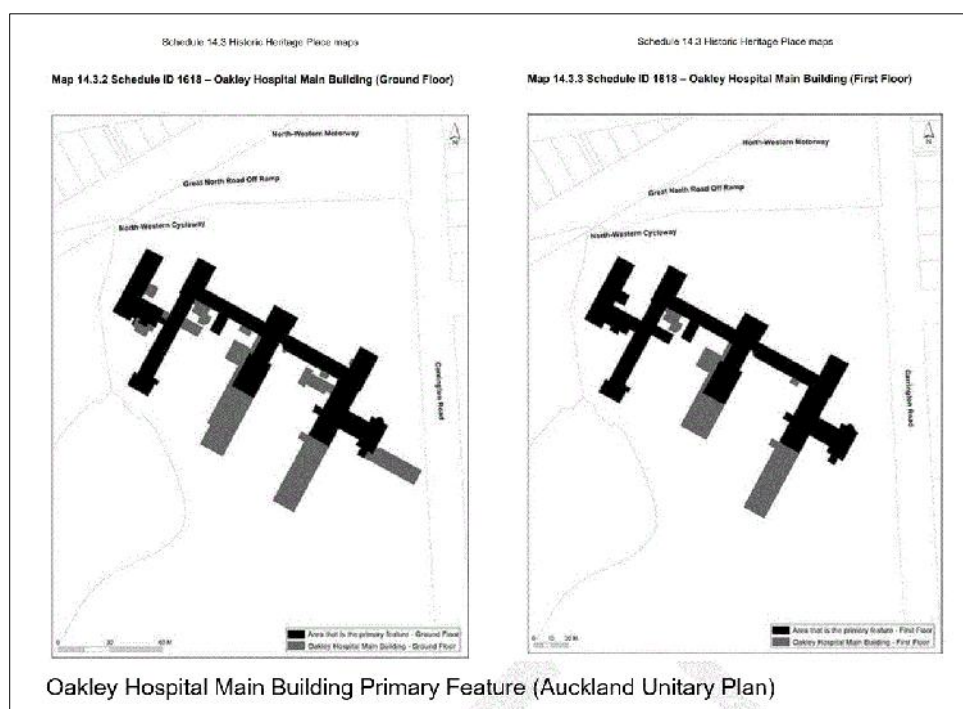 Schedule 14.3 Historic Heritage Place maps
Map 14.3.2 Schedule ID 1618 – Oakley Hospital Main Building (Ground Floor)
North-Western Motorway
N
Great North Road Off Ramp
North-Western Cycleway
Carrington Road
Area that is the primary feature - Ground Floor
Oakley Hospital Main Building - Ground Floor
Schedule 14.3 Historic Heritage Place maps
Map 14.3.3 Schedule ID 1618 – Oakley Hospital Main Building (First Floor)
North-Western Motorway
N
Great North Road Off Ramp
North-Western Cycleway
Carrington Road
Area that is the primary feature - First Floor
Oakley Hospital Main Building - First Floor
Oakley Hospital Main Building Primary Feature (Auckland Unitary Plan)